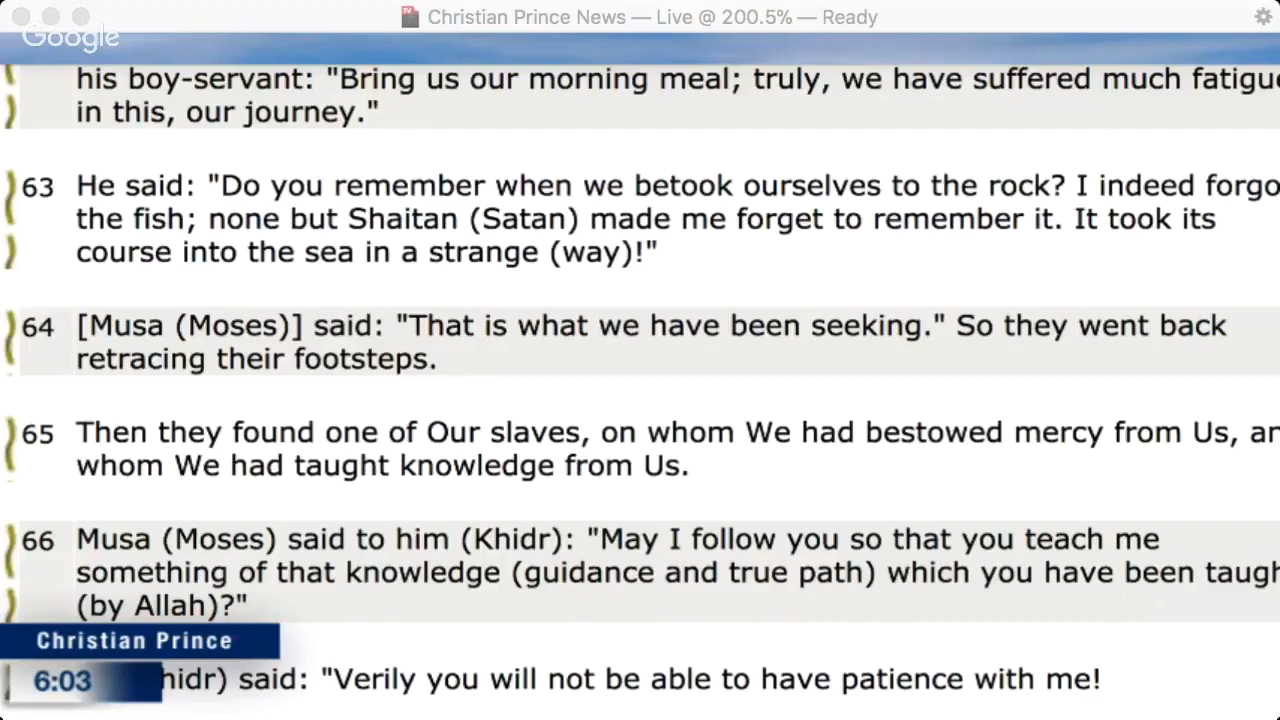 Christian Prince News — Live @ 200.5% — Ready
Google
his boy-servant: "Bring us our morning meal; truly, we have suffered much fatigue
in this, our journey."
63 He said: "Do you remember when we betook ourselves to the rock? I indeed forgo
the fish; none but Shaitan (Satan) made me forget to remember it. It took its
course into the sea in a strange (way)!"
64 [Musa (Moses)] said: "That is what we have been seeking." So they went back
retracing their footsteps.
65 Then they found one of Our slaves, on whom We had bestowed mercy from Us, an
whom We had taught knowledge from Us.
66 Musa (Moses) said to him (Khidr): "May I follow you so that you teach me
something of that knowledge (guidance and true path) which you have been taugh
(by Allah)?"
Christian Prince
6:03
hidr) said: "Verily you will not be able to have patience with me!